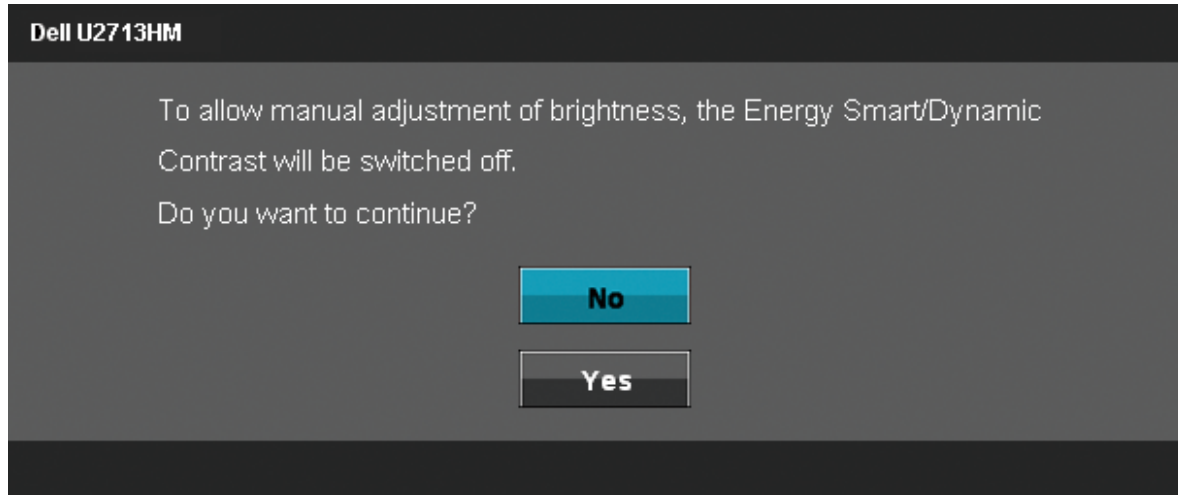 Dell U2713HM
To allow manual adjustment of brightness, the Energy Smart/Dynamic
Contrast will be switched off.
Do you want to continue?
No
Yes